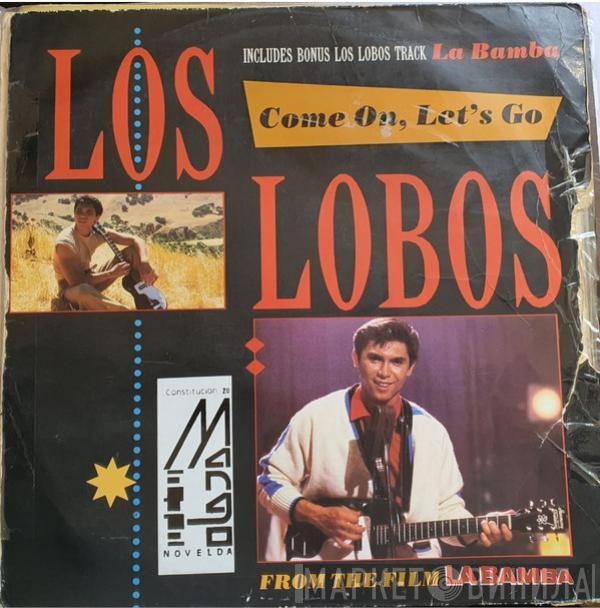 INCLUDES BONUS LOS LOBOS TRACK La Bamba
LOS
Come On, Let's Go
LOBOS
Constitucion, 20
NOVELDA
FROM THE FILM LA BAMBA
МАРКЕТ ВИНИЛА